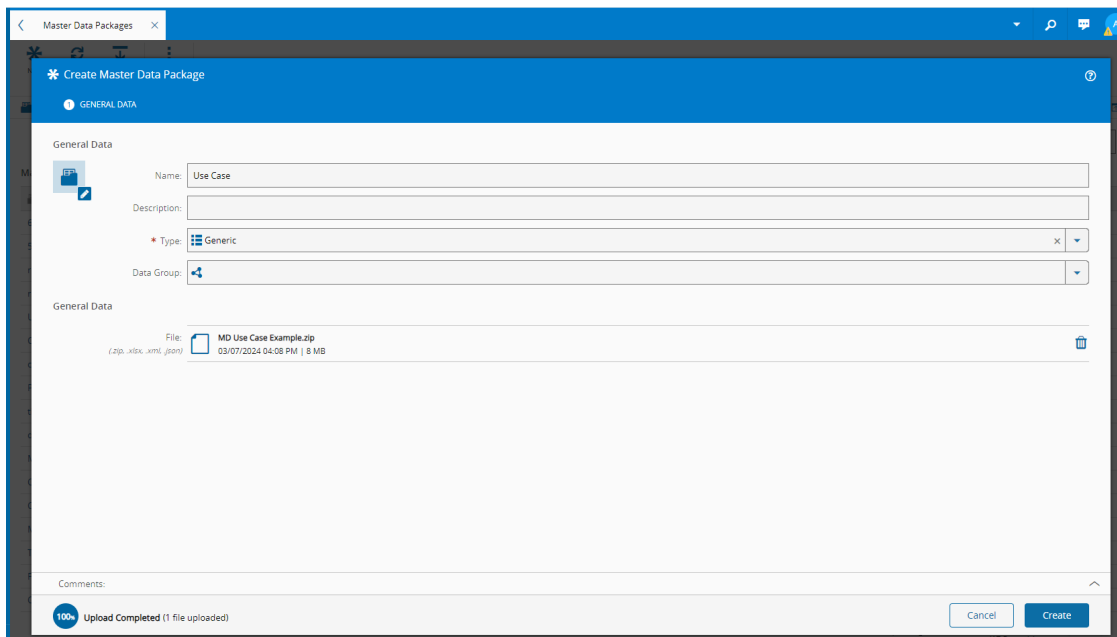 Master Data Packages
Create Master Data Package
1 GENERAL DATA
General Data
Name: Use Case
Description:
* Type: Generic
Data Group:
General Data
File: MD Use Case Example.zip
(.zip, .xlsx, .xml, .json) 03/07/2024 04:08 PM | 8 MB
Comments:
100% Upload Completed (1 file uploaded)
Cancel Create